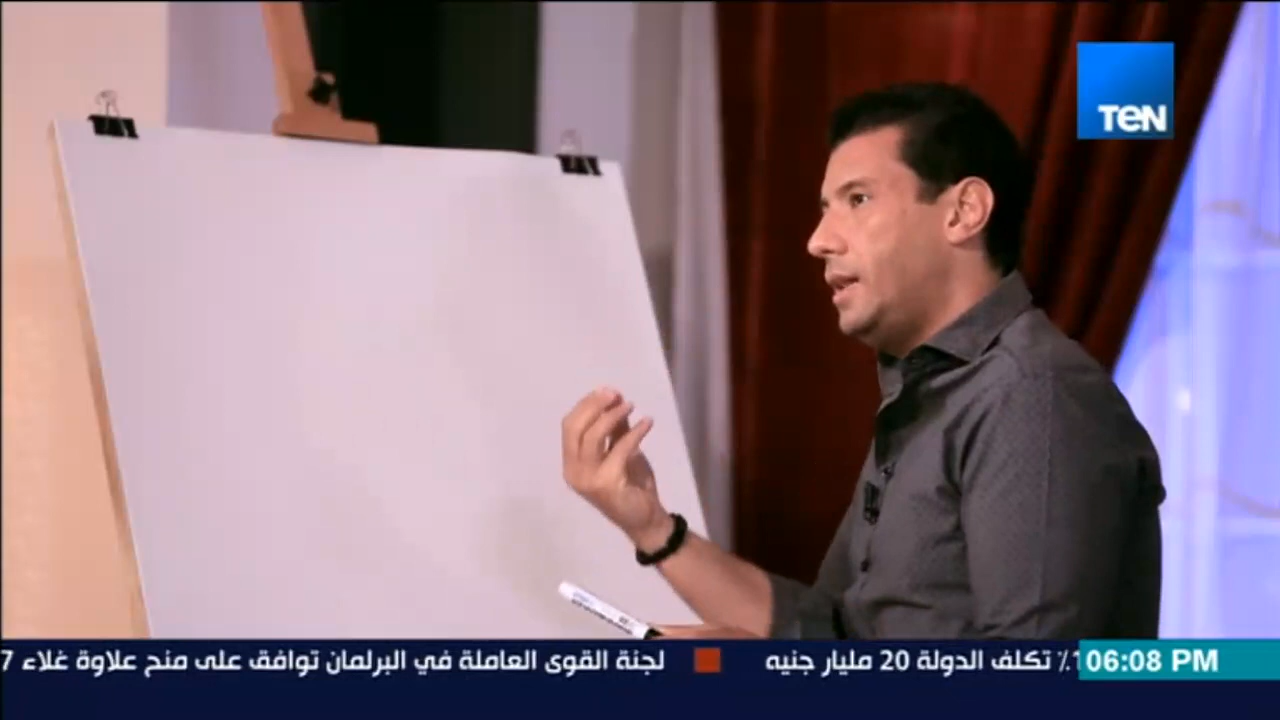 TEN
٪ تكلف الدولة 20 مليار جنيه لجنة القوى العاملة في البرلمان توافق على منح علاوة غلاء 7
06:08 PM